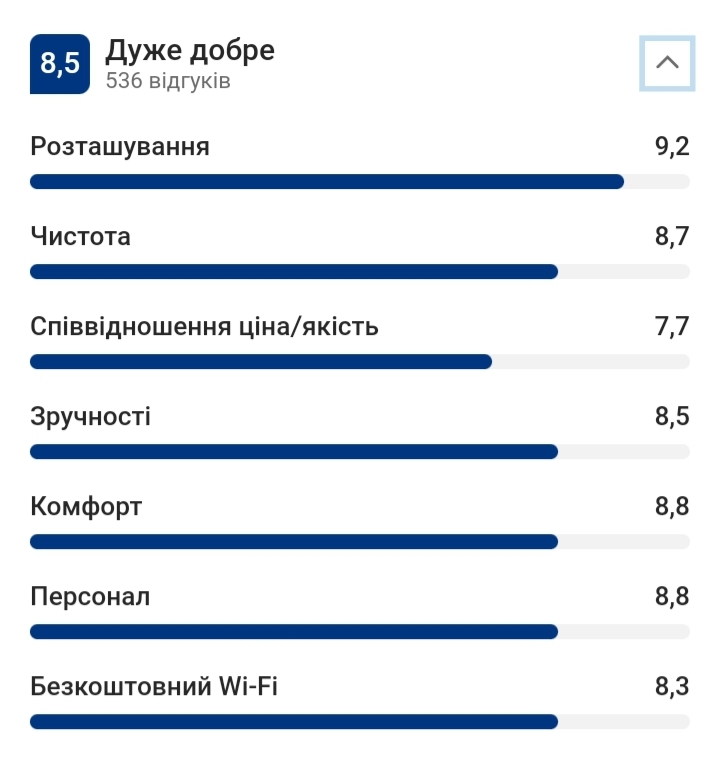 8,5 Дуже добре
536 відгуків
Розташування 9,2
Чистота 8,7
Співвідношення ціна/якість 7,7
Зручності 8,5
Комфорт 8,8
Персонал 8,8
Безкоштовний Wi-Fi 8,3